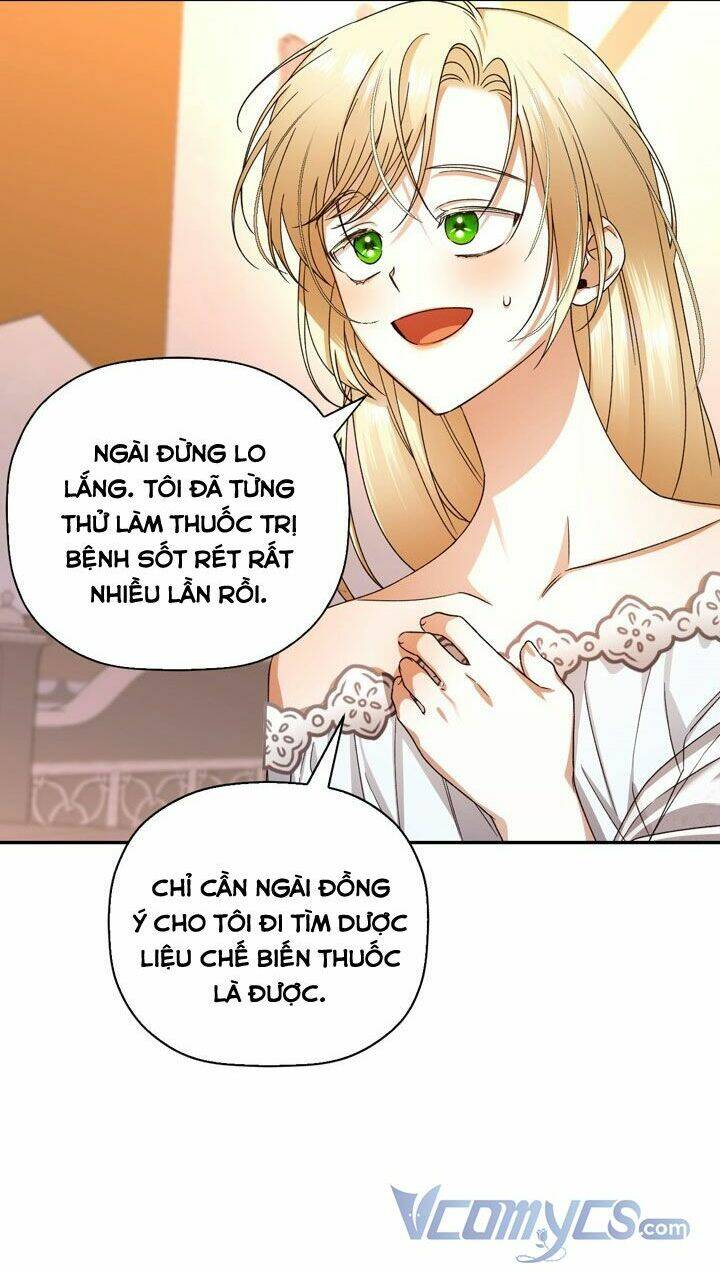 NGÀI ĐỪNG LO
LẮNG. TÔI ĐÃ TỪNG
THỬ LÀM THUỐC TRỊ
BỆNH SỐT RÉT RẤT
NHIỀU LẦN RỒI.
CHỈ CẦN NGÀI ĐỒNG
Ý CHO TÔI ĐI TÌM DƯỢC
LIỆU CHẾ BIẾN THUỐC
LÀ ĐƯỢC.
VCOMYCS.com